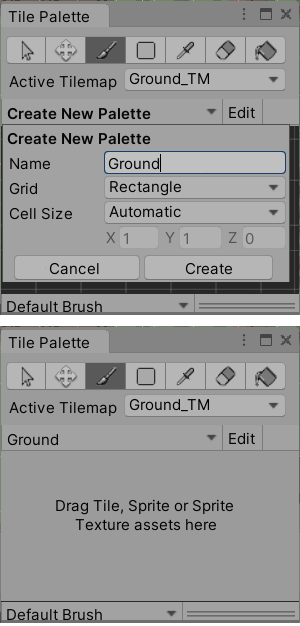 Tile Palette
Active Tilemap Ground_TM
Create New Palette Edit
Create New Palette
Name Ground
Grid Rectangle
Cell Size Automatic
X 1 Y 1 Z 0
Cancel Create
Default Brush
Tile Palette
Active Tilemap Ground_TM
Ground Edit
Drag Tile, Sprite or Sprite
Texture assets here
Default Brush